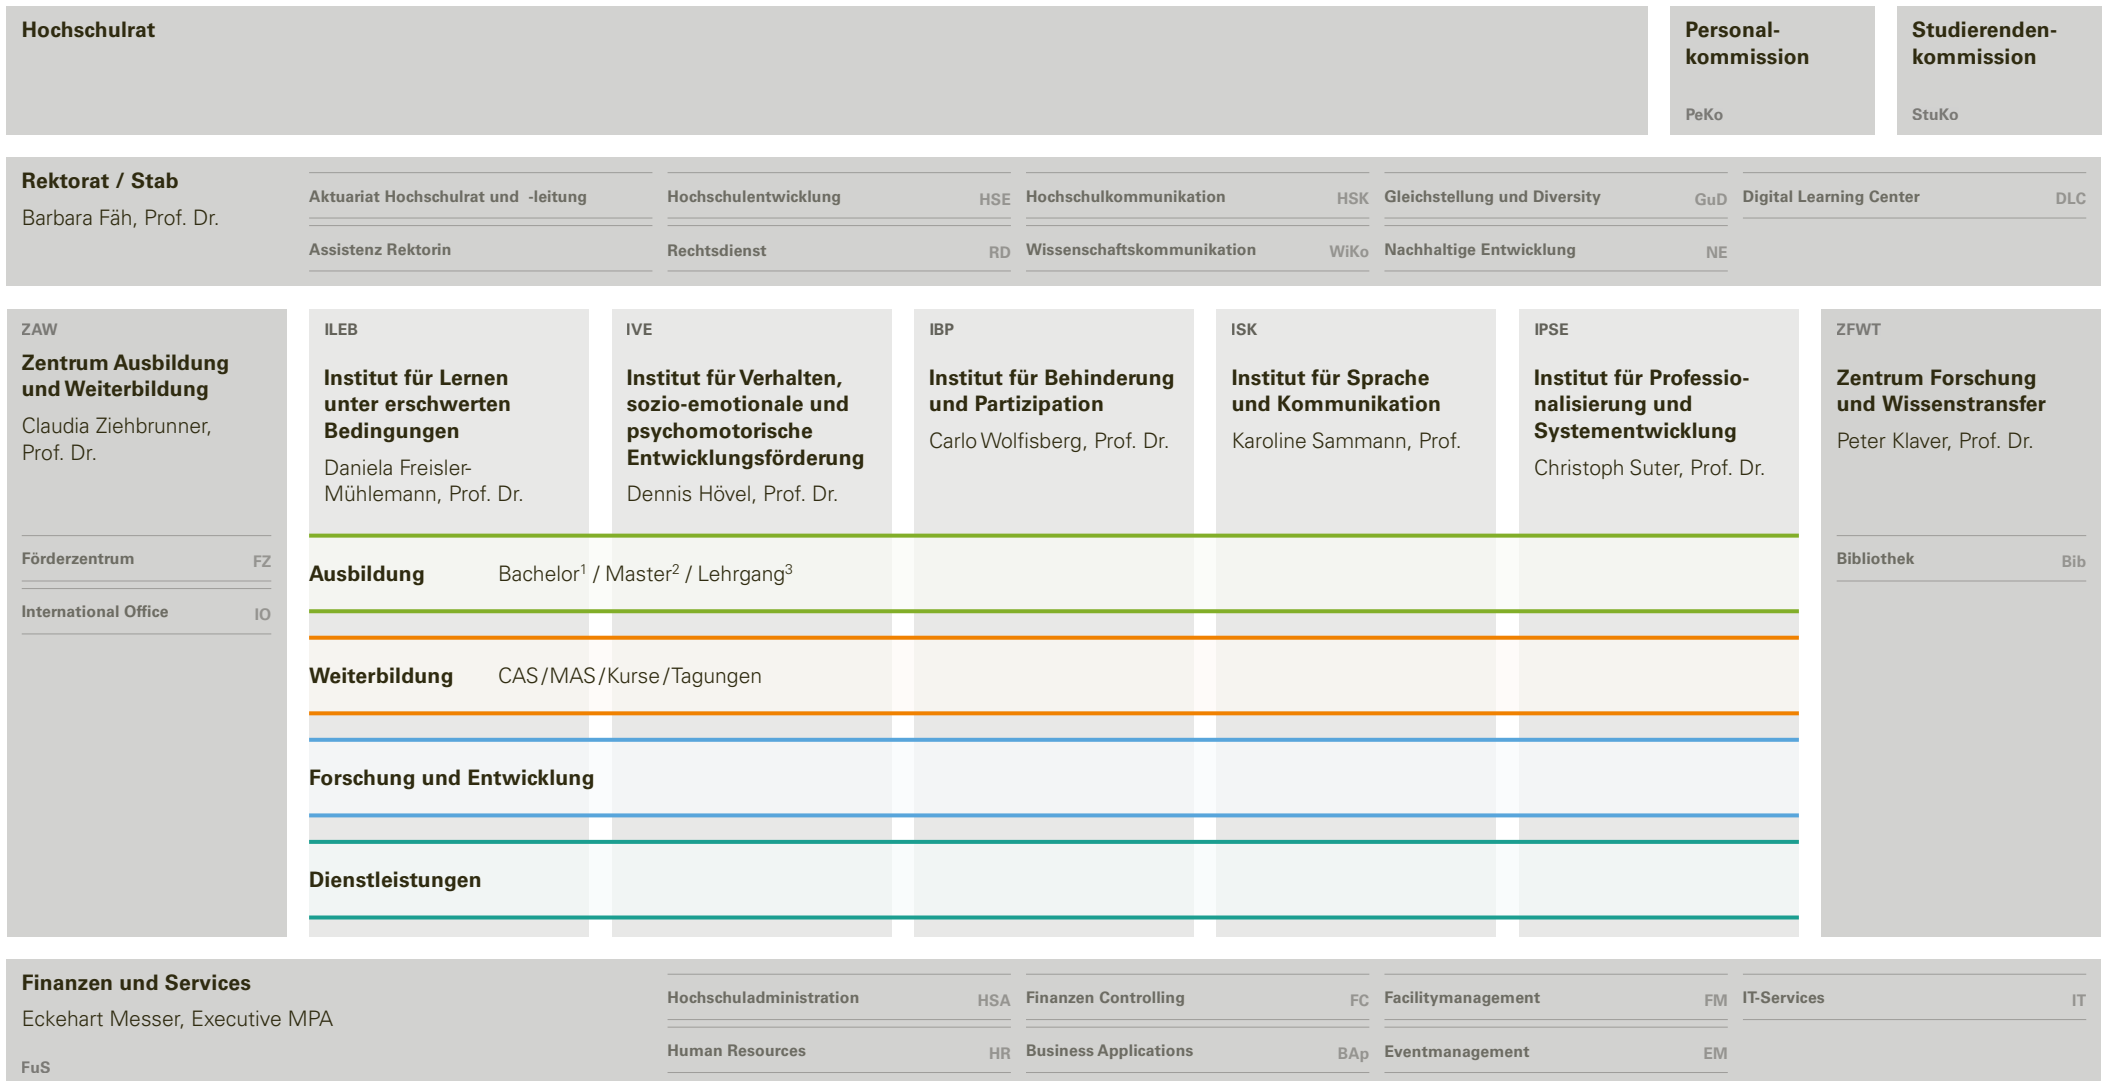 Hochschulrat
Personal-
kommission
PeKo
Studierenden-
kommission
StuKo
Rektorat / Stab
Barbara Fäh, Prof. Dr.
Aktuariat Hochschulrat und -leitung
Assistenz Rektorin
Hochschulentwicklung HSE
Rechtsdienst RD
Hochschulkommunikation HSK
Wissenschaftskommunikation WiKo
Gleichstellung und Diversity GuD
Nachhaltige Entwicklung NE
Digital Learning Center DLC
ZAW
Zentrum Ausbildung
und Weiterbildung
Claudia Ziehbrunner,
Prof. Dr.
Förderzentrum FZ
International Office IO
ILEB
Institut für Lernen
unter erschwerten
Bedingungen
Daniela Freisler-
Mühlemann, Prof. Dr.
IVE
Institut für Verhalten,
sozio-emotionale und
psychomotorische
Entwicklungsförderung
Dennis Hövel, Prof. Dr.
IBP
Institut für Behinderung
und Partizipation
Carlo Wolfisberg, Prof. Dr.
ISK
Institut für Sprache
und Kommunikation
Karoline Sammann, Prof.
IPSE
Institut für Professio-
nalisierung und
Systementwicklung
Christoph Suter, Prof. Dr.
ZFWT
Zentrum Forschung
und Wissenstransfer
Peter Klaver, Prof. Dr.
Bibliothek Bib
Ausbildung Bachelor¹ / Master² / Lehrgang³
Weiterbildung CAS/MAS/Kurse/Tagungen
Forschung und Entwicklung
Dienstleistungen
Finanzen und Services
Eckehart Messer, Executive MPA
FuS
Hochschuladministration HSA
Human Resources HR
Finanzen Controlling FC
Business Applications BAp
Facilitymanagement FM
Eventmanagement EM
IT-Services IT